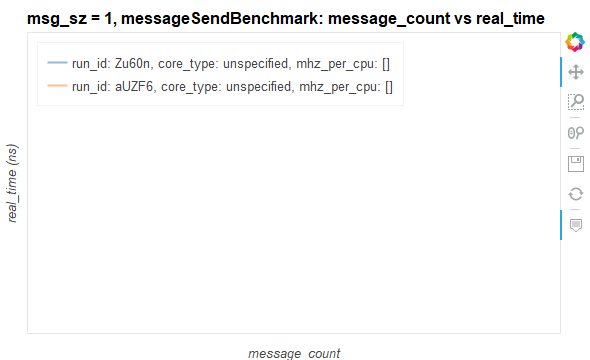 msg_sz = 1, messageSendBenchmark: message_count vs real_time
run_id: Zu60n, core_type: unspecified, mhz_per_cpu: []
run_id: aUZF6, core_type: unspecified, mhz_per_cpu: []
real_time (ns)
message_count